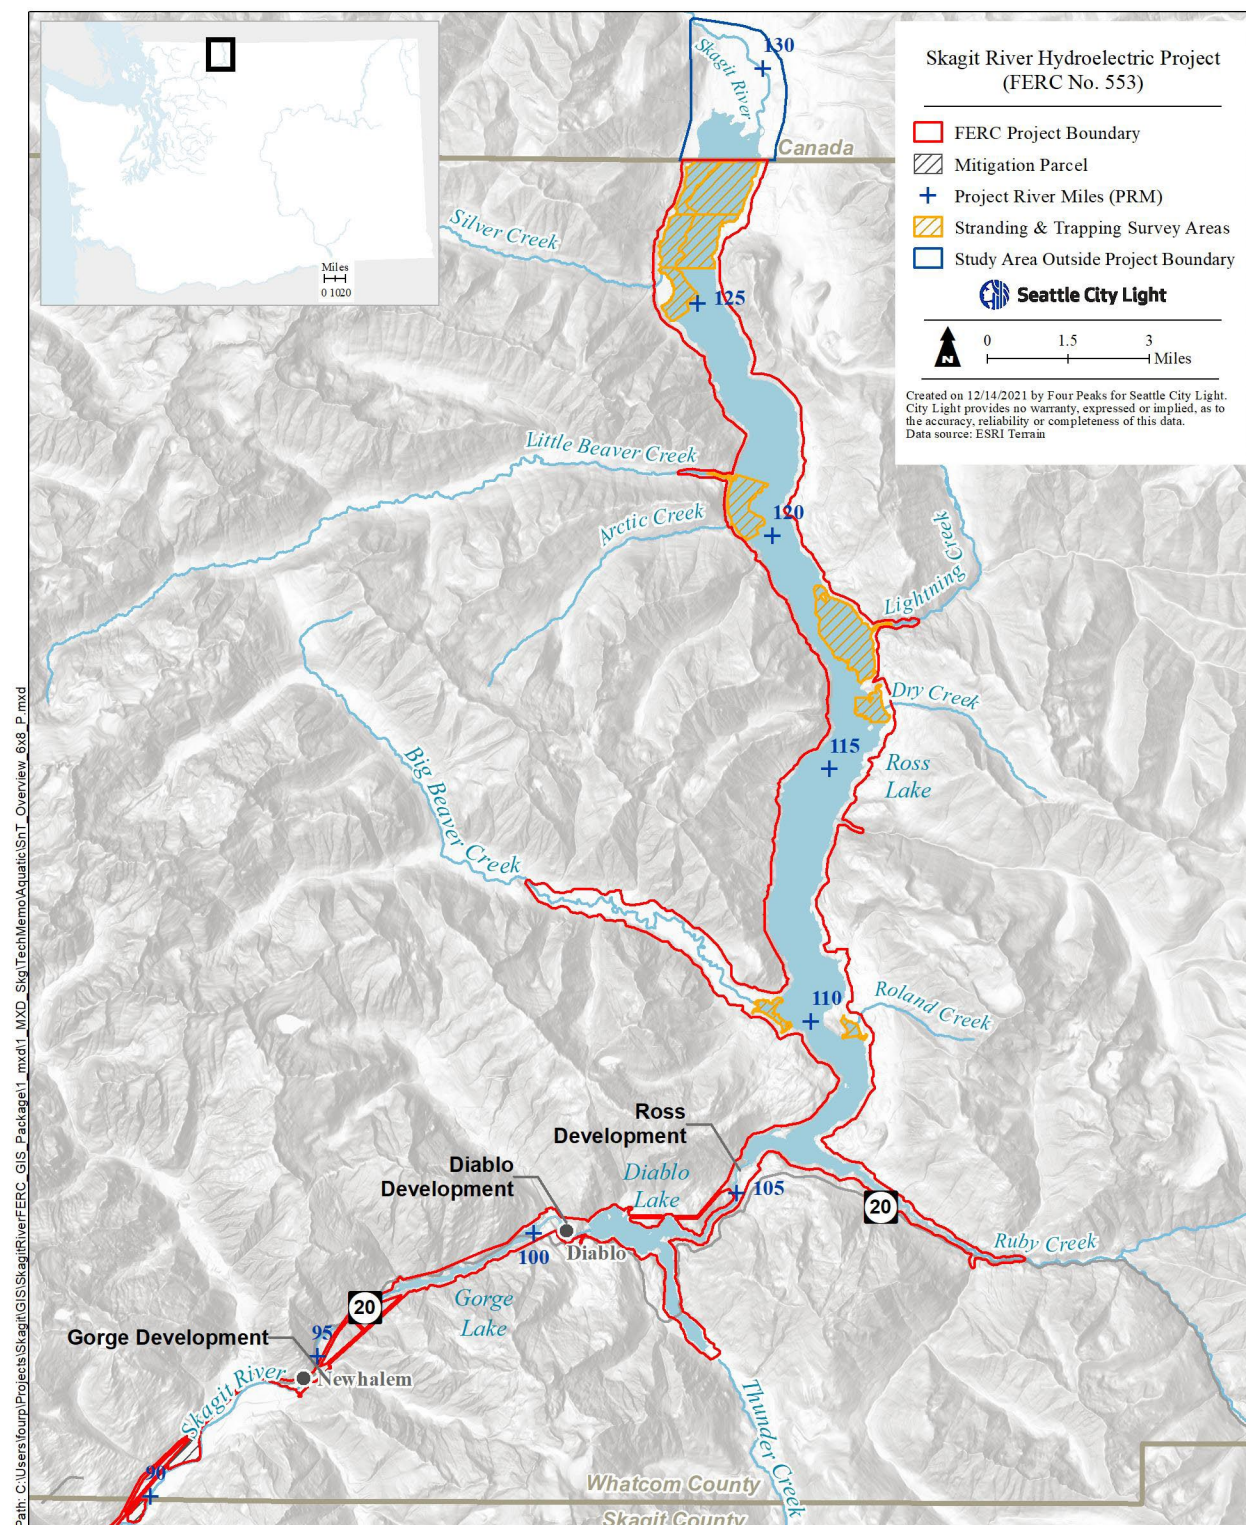 Skagit River Hydroelectric Project
(FERC No. 553)
FERC Project Boundary
Mitigation Parcel
Project River Miles (PRM)
Stranding & Trapping Survey Areas
Study Area Outside Project Boundary
Seattle City Light
N
0 1.5 3
Miles
Created on 12/14/2021 by Four Peaks for Seattle City Light.
City Light provides no warranty, expressed or implied, as to
the accuracy, reliability or completeness of this data.
Data source: ESRI Terrain
Miles
0 1020
130
Skagit River
Canada
Silver Creek
125
Little Beaver Creek
Arctic Creek
120
Lightning Creek
Dry Creek
115
Ross
Lake
Big Beaver Creek
110
Roland Creek
Ross
Development
Diablo
Lake
105
Diablo
Development
20
Ruby Creek
100
Diablo
Gorge
Lake
20
95
Gorge Development
Newhalem
Skagit River
Thunder Creek
90
Whatcom County
Skagit County
Path: C:\Users\fourp\Projects\Skagit\GIS\SkagitRiverFERC_GIS_Package\1_mxd\1_MXD_Skg\TechMemo\Aquatic\SnT_Overview_6x8_P.mxd